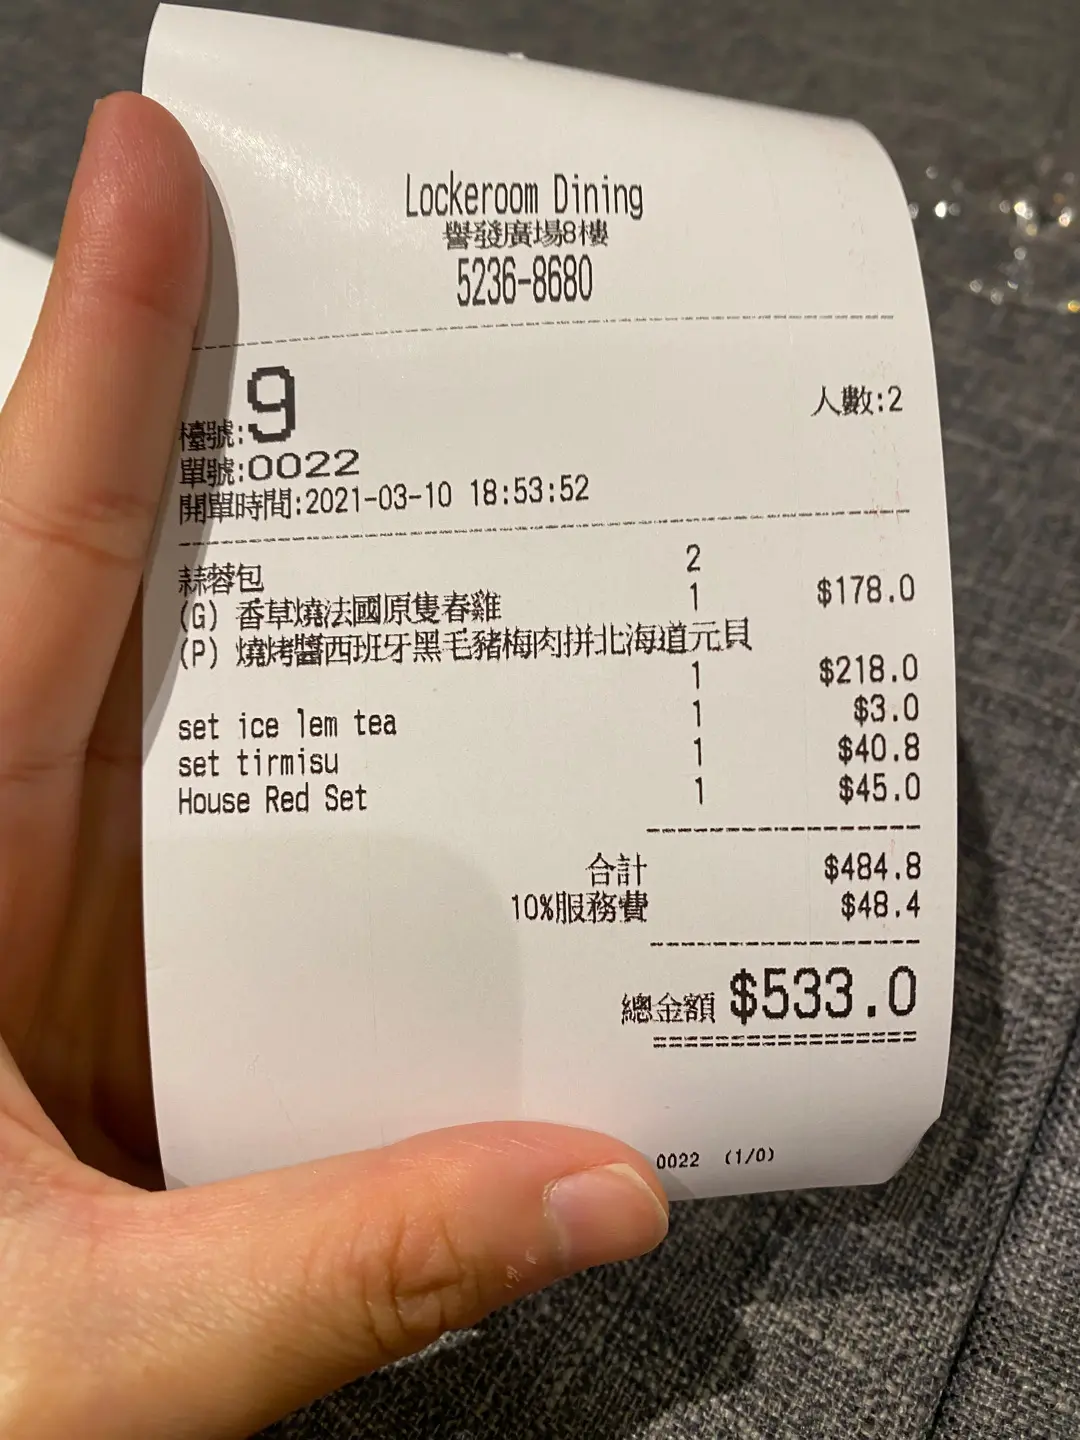 Lockeroom Dining
譽發廣場8樓
5236-8680
檯號:9 人數:2
單號:0022
開單時間:2021-03-10 18:53:52
蒜蓉包 2
(G) 香草燒法國原隻春雞 1 $178.0
(P) 燒烤醬西班牙黑毛豬梅肉拼北海道元貝
1 $218.0
set ice lem tea 1 $3.0
set tirmisu 1 $40.8
House Red Set 1 $45.0
合計 $484.8
10%服務費 $48.4
總金額 $533.0
0022 (1/0)